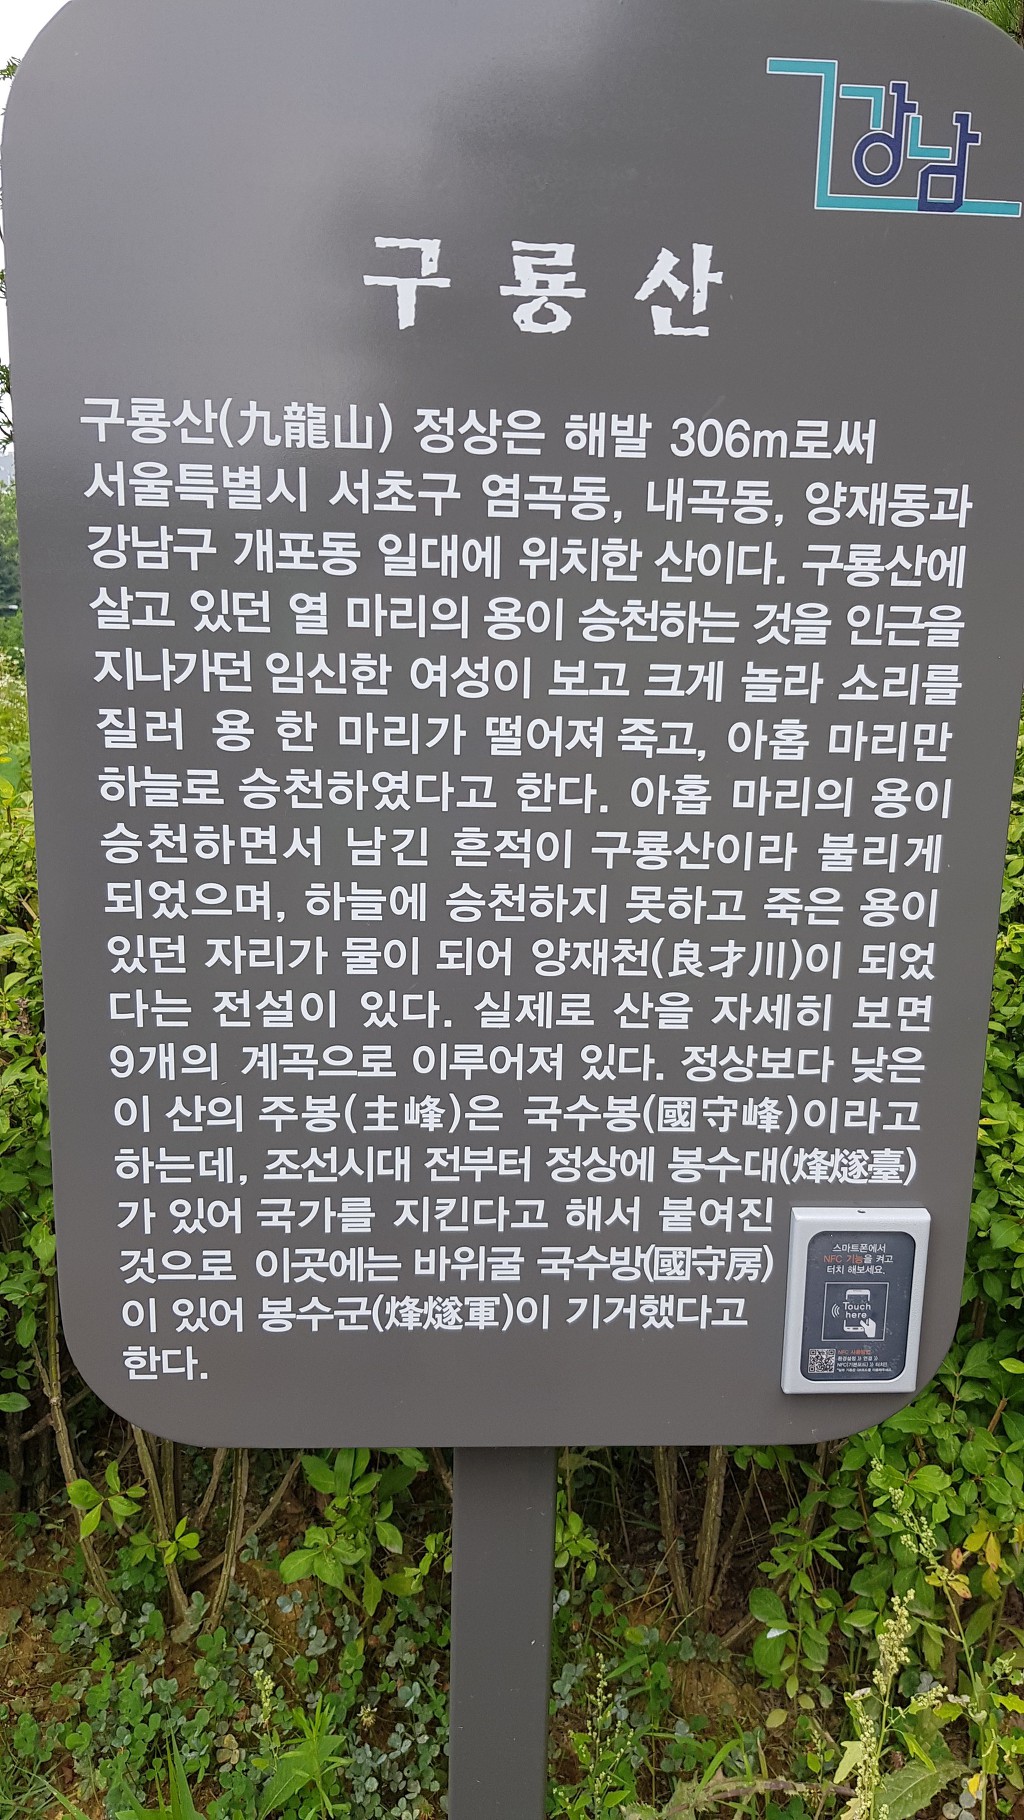 강남
구룡산
구룡산(九龍山) 정상은 해발 306m로써
서울특별시 서초구 염곡동, 내곡동, 양재동과
강남구 개포동 일대에 위치한 산이다. 구룡산에
살고 있던 열 마리의 용이 승천하는 것을 인근을
지나가던 임신한 여성이 보고 크게 놀라 소리를
질러 용 한 마리가 떨어져 죽고, 아홉 마리만
하늘로 승천하였다고 한다. 아홉 마리의 용이
승천하면서 남긴 흔적이 구룡산이라 불리게
되었으며, 하늘에 승천하지 못하고 죽은 용이
있던 자리가 물이 되어 양재천(良才川)이 되었
다는 전설이 있다. 실제로 산을 자세히 보면
9개의 계곡으로 이루어져 있다. 정상보다 낮은
이 산의 주봉(主峰)은 국수봉(國守峰)이라고
하는데, 조선시대 전부터 정상에 봉수대(烽燧臺)
가 있어 국가를 지킨다고 해서 붙여진
것으로 이곳에는 바위굴 국수방(國守房)
이 있어 봉수군(烽燧軍)이 기거했다고
한다.
스마트폰에서
NFC 기능을 켜고
터치 해보세요.
Touch
here
NFC 사용방법